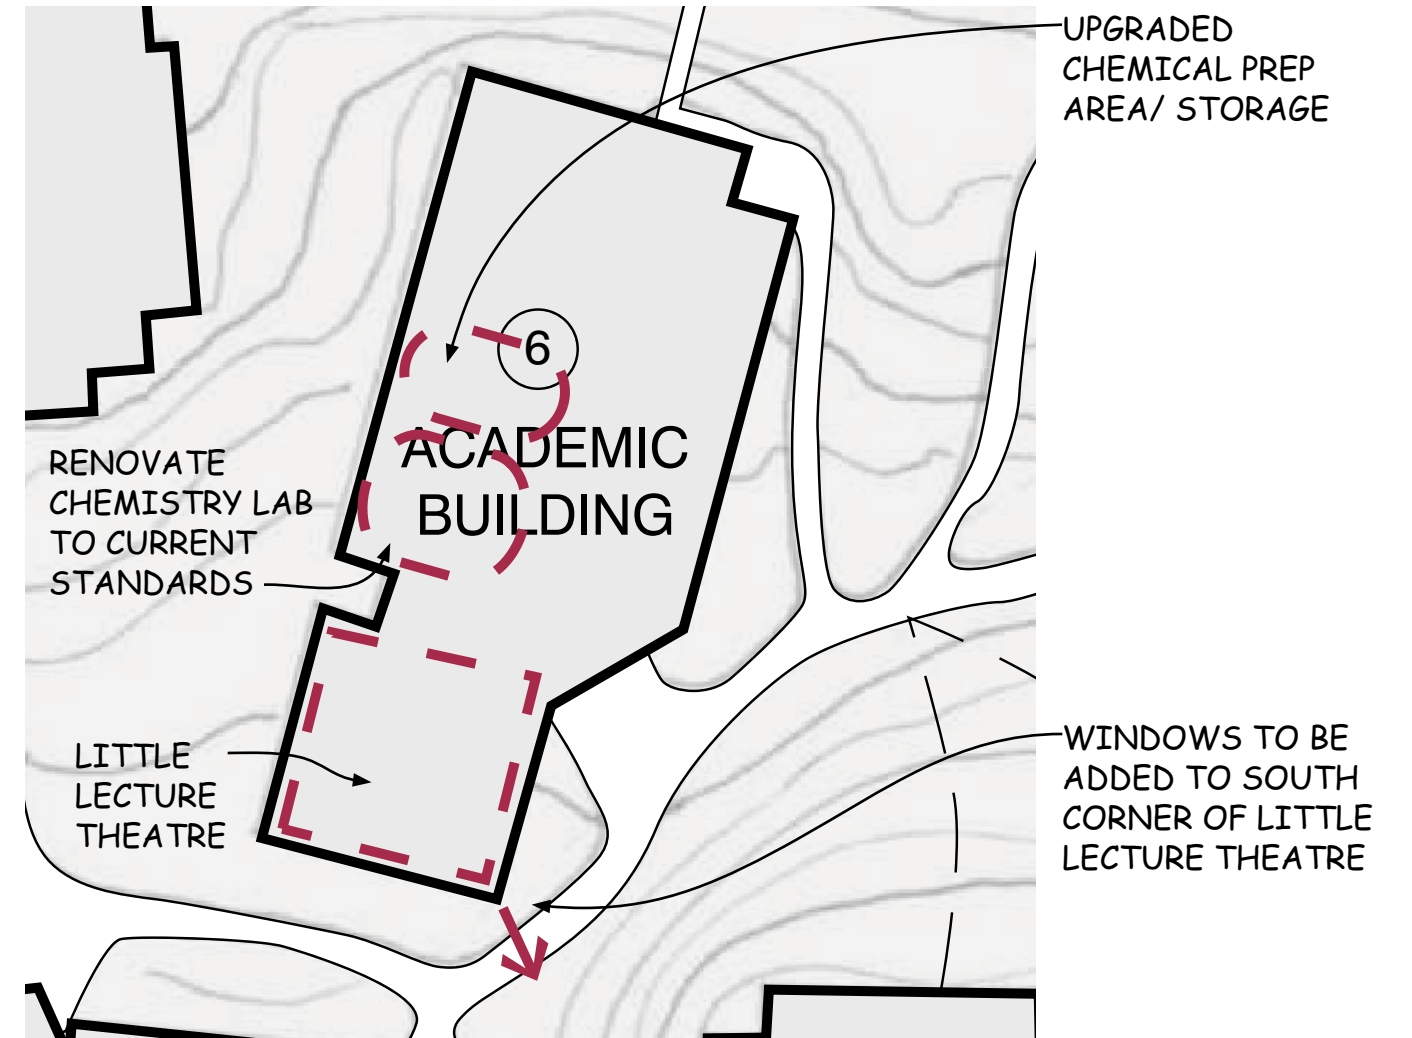 UPGRADED
CHEMICAL PREP
AREA/ STORAGE
6
ACADEMIC
BUILDING
RENOVATE
CHEMISTRY LAB
TO CURRENT
STANDARDS
LITTLE
LECTURE
THEATRE
WINDOWS TO BE
ADDED TO SOUTH
CORNER OF LITTLE
LECTURE THEATRE